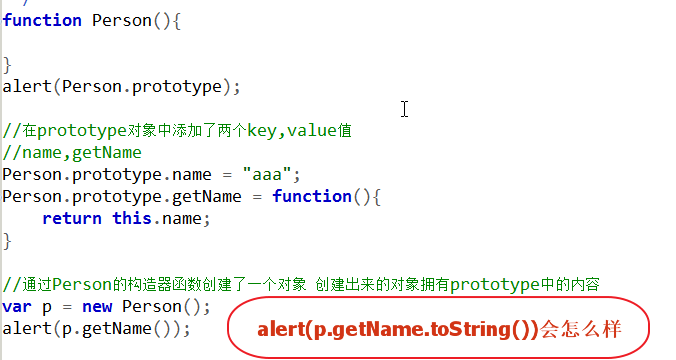 */
function Person(){
}
alert(Person.prototype);
//在prototype对象中添加了两个key,value值
//name,getName
Person.prototype.name = "aaa";
Person.prototype.getName = function(){
return this.name;
}
//通过Person的构造器函数创建了一个对象 创建出来的对象拥有prototype中的内容
var p = new Person();
alert(p.getName());
alert(p.getName.toString())会怎么样